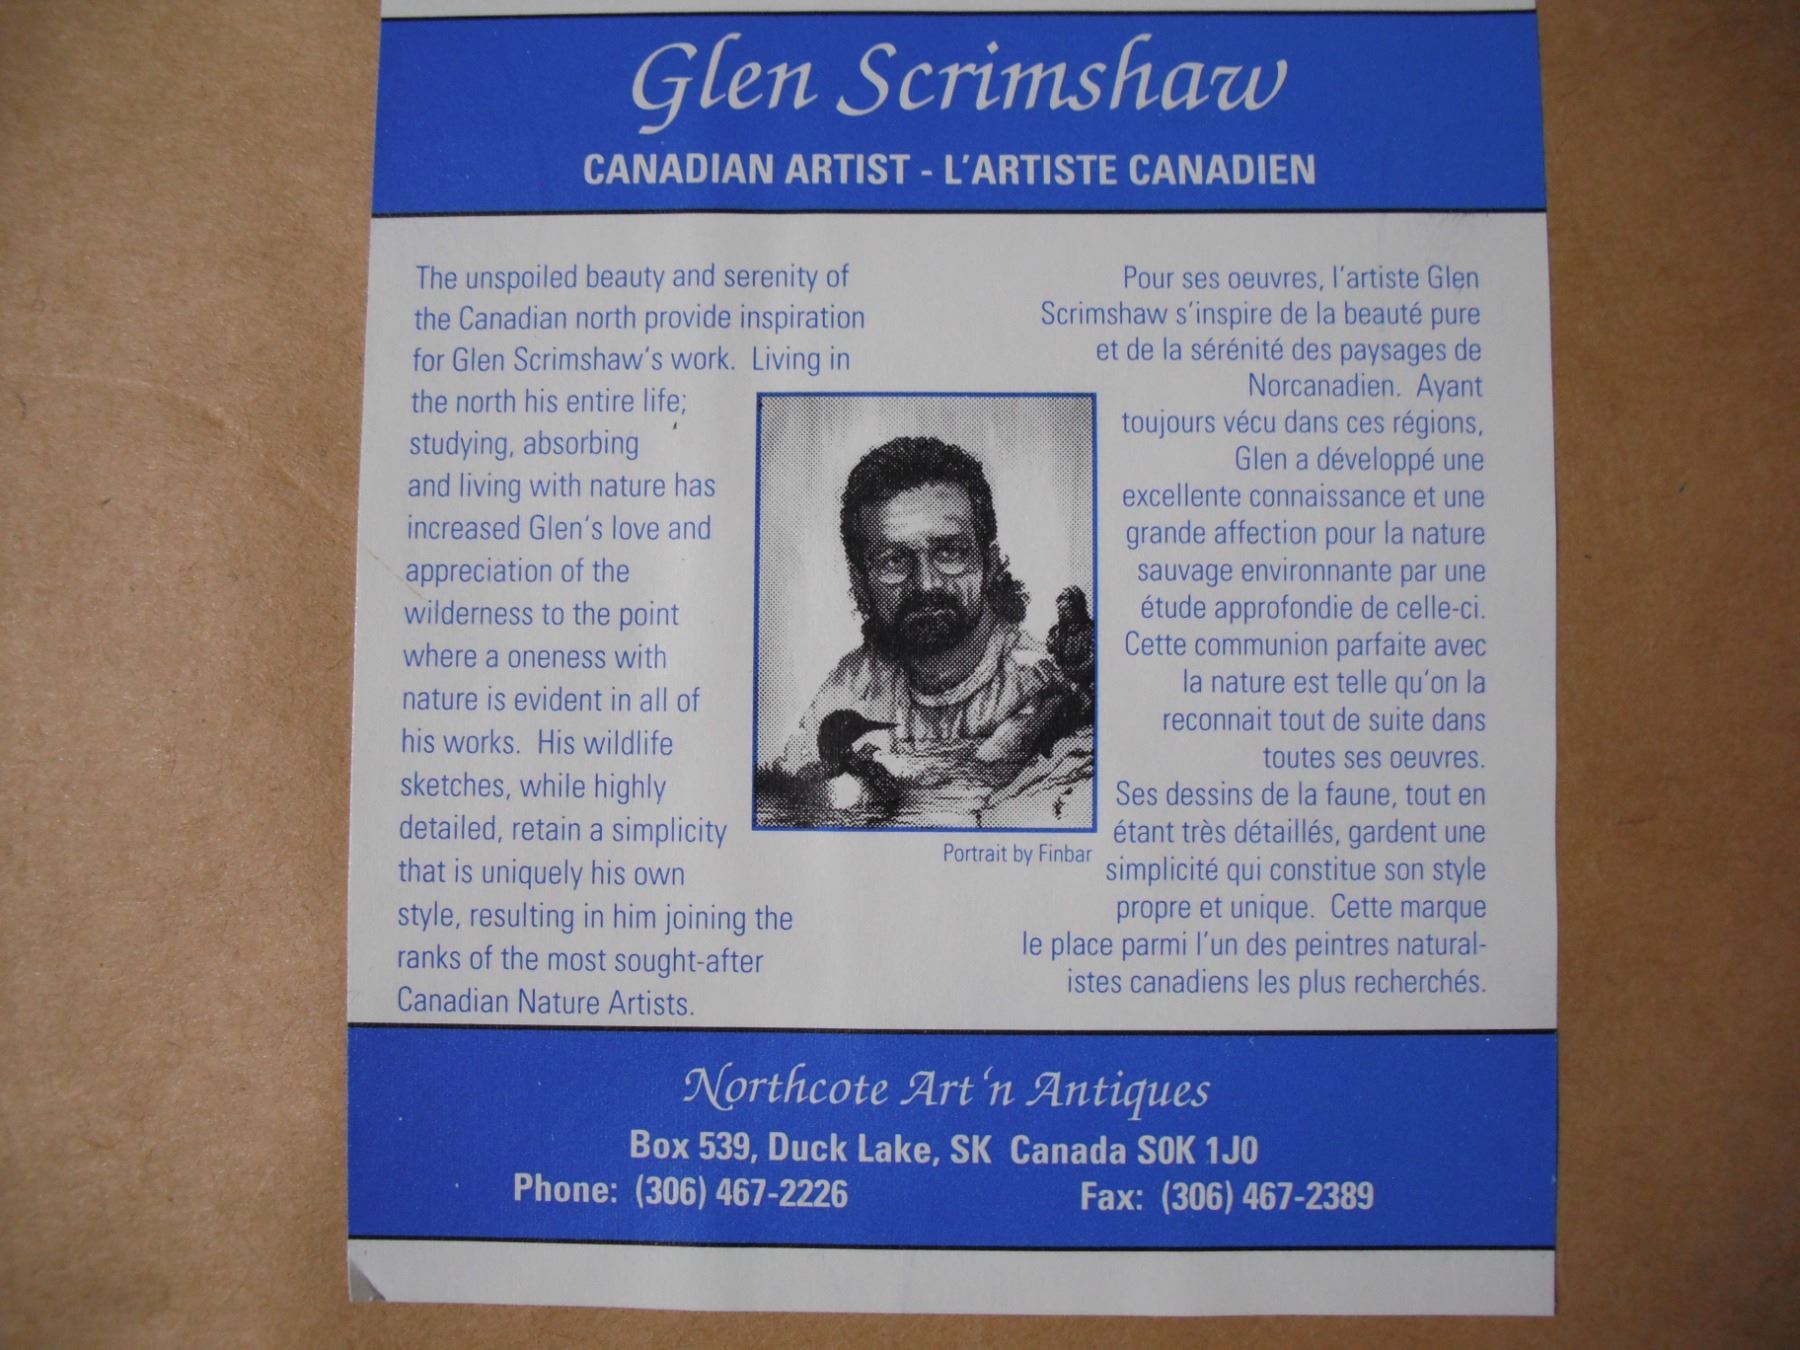 Glen Scrimshaw
CANADIAN ARTIST - L'ARTISTE CANADIEN
The unspoiled beauty and serenity of
the Canadian north provide inspiration
for Glen Scrimshaw's work. Living in
the north his entire life;
studying, absorbing
and living with nature has
increased Glen's love and
appreciation of the
wilderness to the point
where a oneness with
nature is evident in all of
his works. His wildlife
sketches, while highly
detailed, retain a simplicity
that is uniquely his own
style, resulting in him joining the
ranks of the most sought-after
Canadian Nature Artists.
Portrait by Finbar
Pour ses oeuvres, l'artiste Glen
Scrimshaw s'inspire de la beauté pure
et de la sérénité des paysages de
Norcanadien. Ayant
toujours vécu dans ces régions,
Glen a développé une
excellente connaissance et une
grande affection pour la nature
sauvage environnante par une
étude approfondie de celle-ci.
Cette communion parfaite avec
la nature est telle qu'on la
reconnait tout de suite dans
toutes ses oeuvres.
Ses dessins de la faune, tout en
étant très détaillés, gardent une
simplicité qui constitue son style
propre et unique. Cette marque
le place parmi l'un des peintres natural-
istes canadiens les plus recherchés.
Northcote Art 'n Antiques
Box 539, Duck Lake, SK Canada S0K 1J0
Phone: (306) 467-2226 Fax: (306) 467-2389